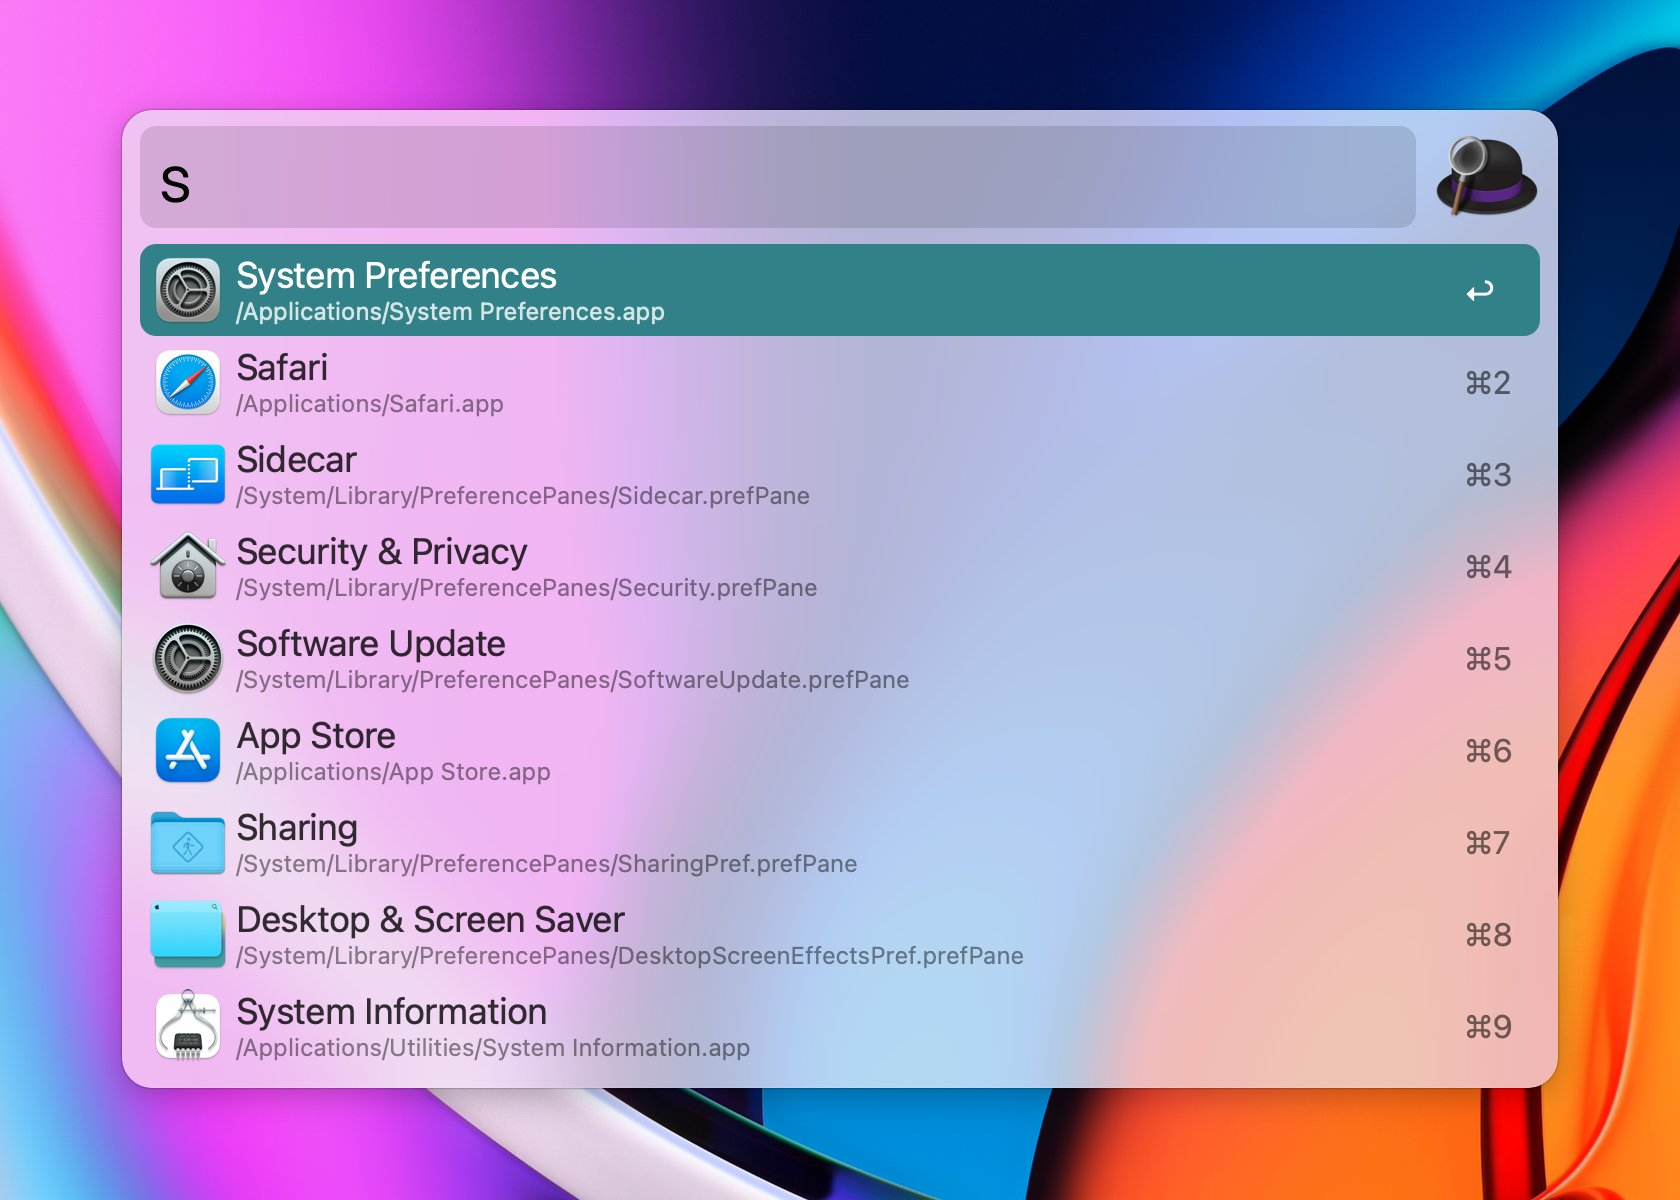 S
System Preferences
/Applications/System Preferences.app
↩
Safari
/Applications/Safari.app
⌘2
Sidecar
/System/Library/PreferencePanes/Sidecar.prefPane
⌘3
Security & Privacy
/System/Library/PreferencePanes/Security.prefPane
⌘4
Software Update
/System/Library/PreferencePanes/SoftwareUpdate.prefPane
⌘5
App Store
/Applications/App Store.app
⌘6
Sharing
/System/Library/PreferencePanes/SharingPref.prefPane
⌘7
Desktop & Screen Saver
/System/Library/PreferencePanes/DesktopScreenEffectsPref.prefPane
⌘8
System Information
/Applications/Utilities/System Information.app
⌘9